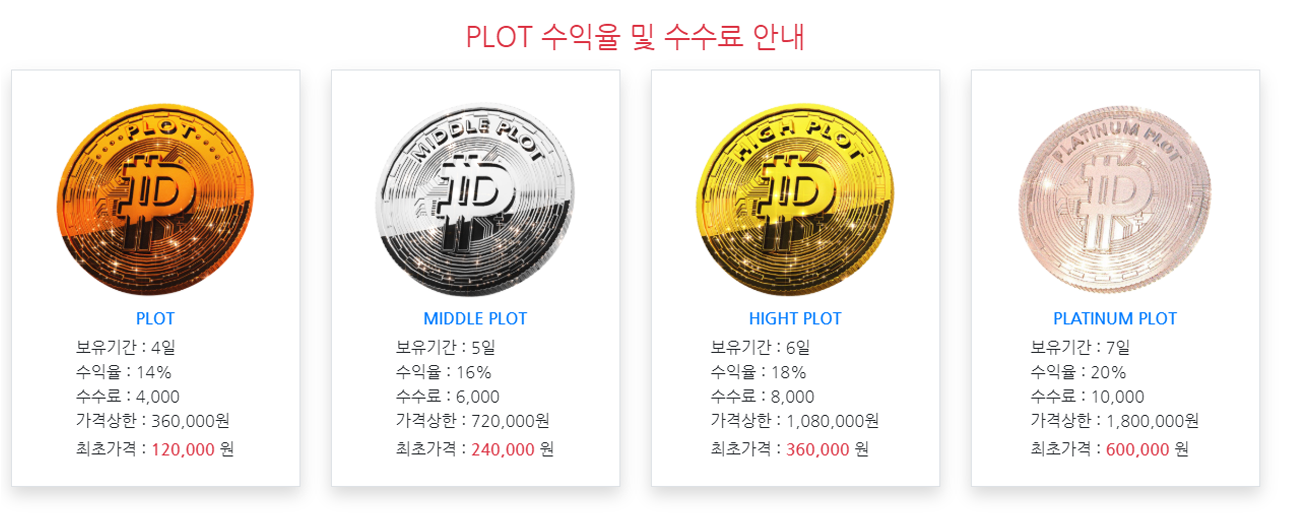 PLOT 수익율 및 수수료 안내
PLOT
PLOT
보유기간 : 4일
수익율 : 14%
수수료 : 4,000
가격상한 : 360,000원
최초가격 : 120,000 원
MIDDLE PLOT
MIDDLE PLOT
보유기간 : 5일
수익율 : 16%
수수료 : 6,000
가격상한 : 720,000원
최초가격 : 240,000 원
HIGH PLOT
HIGHT PLOT
보유기간 : 6일
수익율 : 18%
수수료 : 8,000
가격상한 : 1,080,000원
최초가격 : 360,000 원
PLATINUM PLOT
PLATINUM PLOT
보유기간 : 7일
수익율 : 20%
수수료 : 10,000
가격상한 : 1,800,000원
최초가격 : 600,000 원